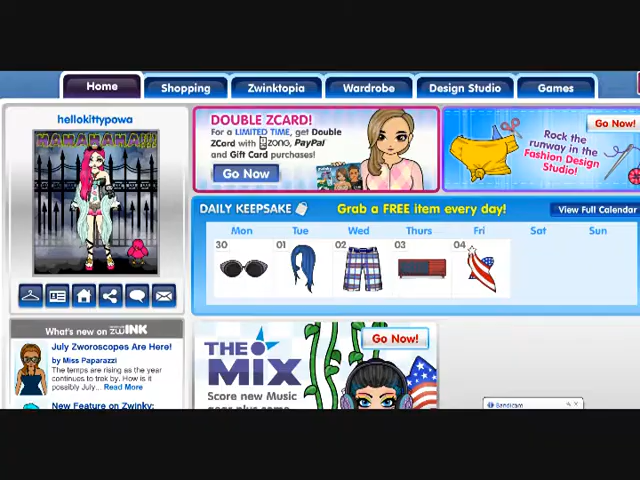 Home
Shopping
Zwinktopia
Wardrobe
Design Studio
Games
hellokittypowa
DOUBLE ZCARD!
For a LIMITED TIME, get Double
ZCard with ZONG, PayPal
and Gift Card purchases!
Go Now
Go Now!
Rock the
runway in the
Fashion Design
Studio!
DAILY KEEPSAKE
Grab a FREE item every day!
View Full Calendar
Mon Tue Wed Thurs Fri Sat Sun
30 01 02 03 04
What's new on zwINK
July Zworoscopes Are Here!
by Miss Paparazzi
The temps are rising as the year
continues to trek by. How is it
possibly July... Read More
New Feature on Zwinky:
THE
MIX
Go Now!
Score new Music
Bandicam